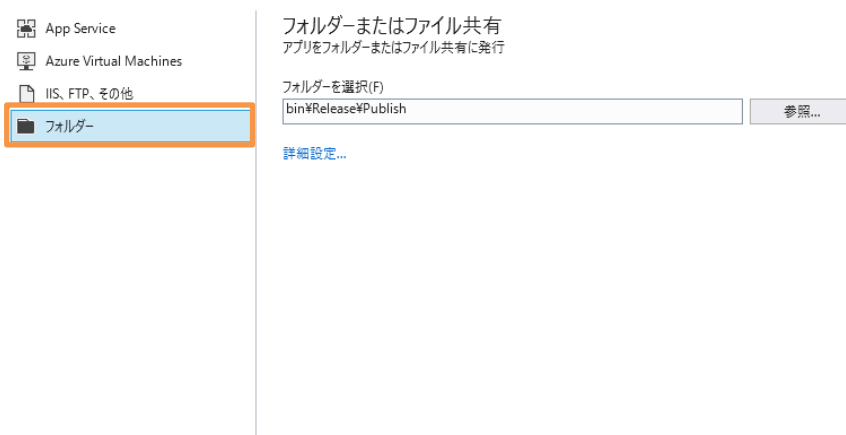 App Service
Azure Virtual Machines
IIS、FTP、その他
フォルダー
フォルダーまたはファイル共有
アプリをフォルダーまたはファイル共有に発行
フォルダーを選択(F)
bin¥Release¥Publish
参照...
詳細設定...